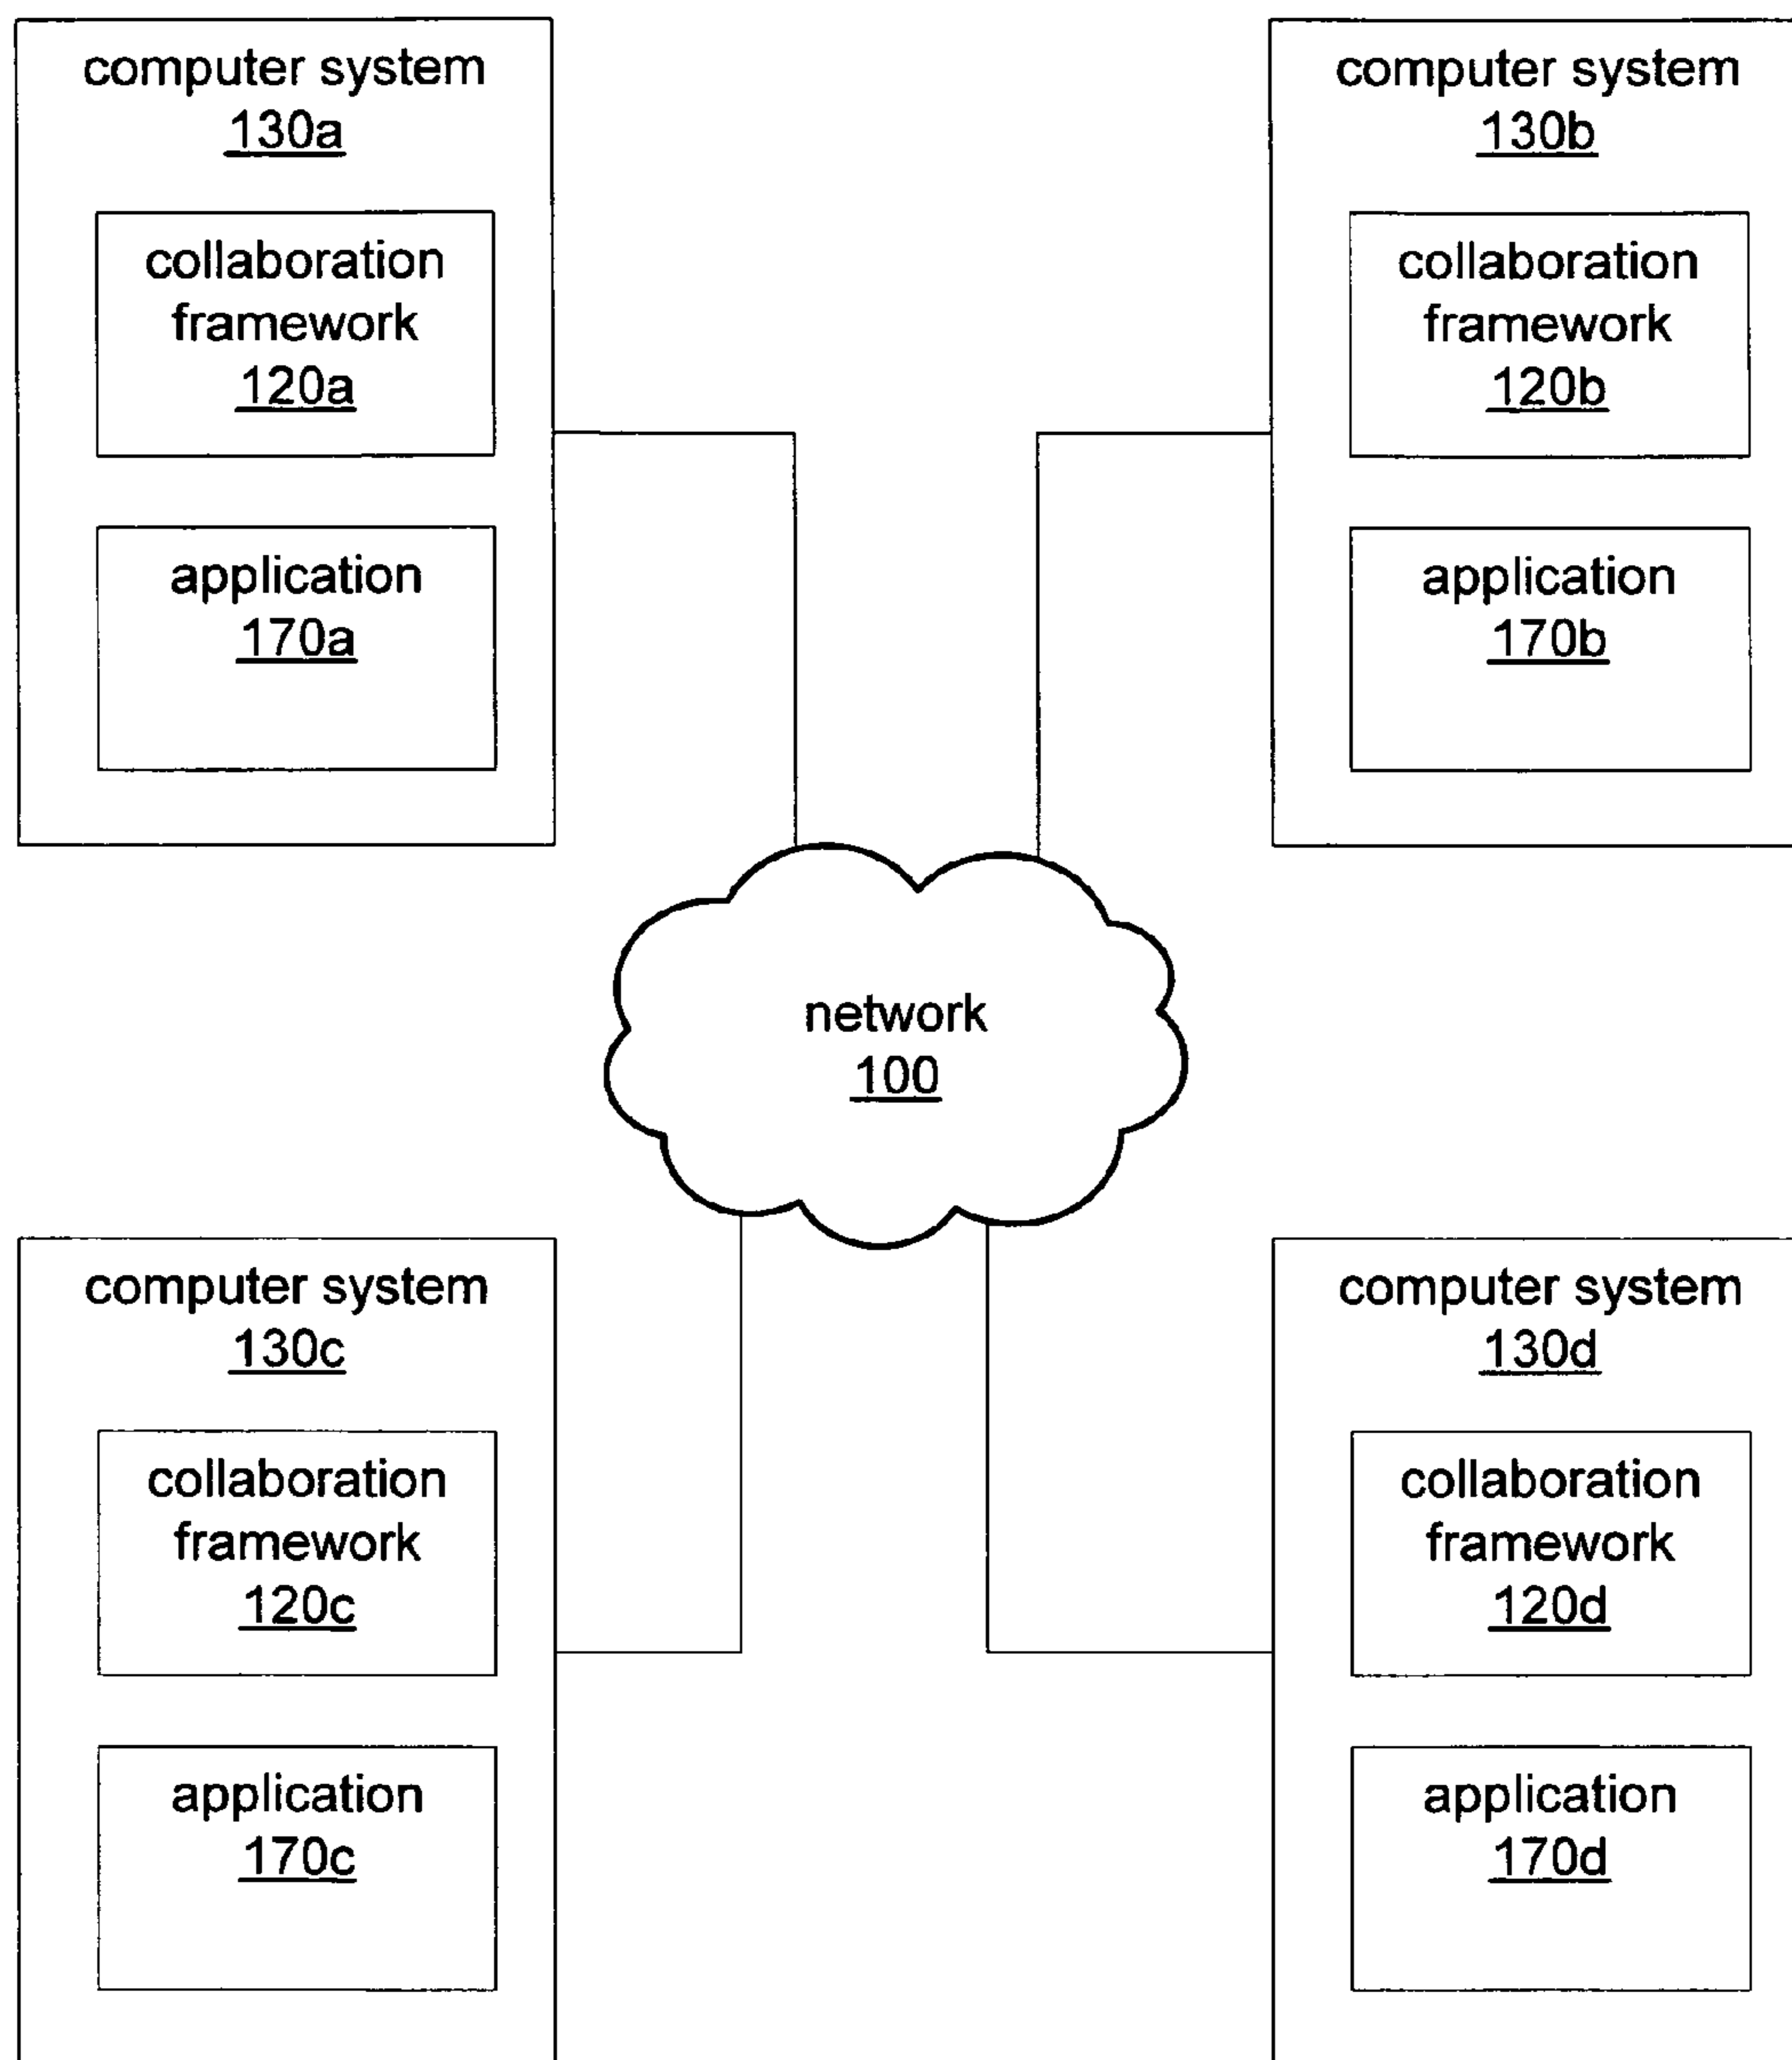 computer system
130a
collaboration
framework
120a
application
170a
computer system
130b
collaboration
framework
120b
application
170b
network
100
computer system
130c
collaboration
framework
120c
application
170c
computer system
130d
collaboration
framework
120d
application
170d